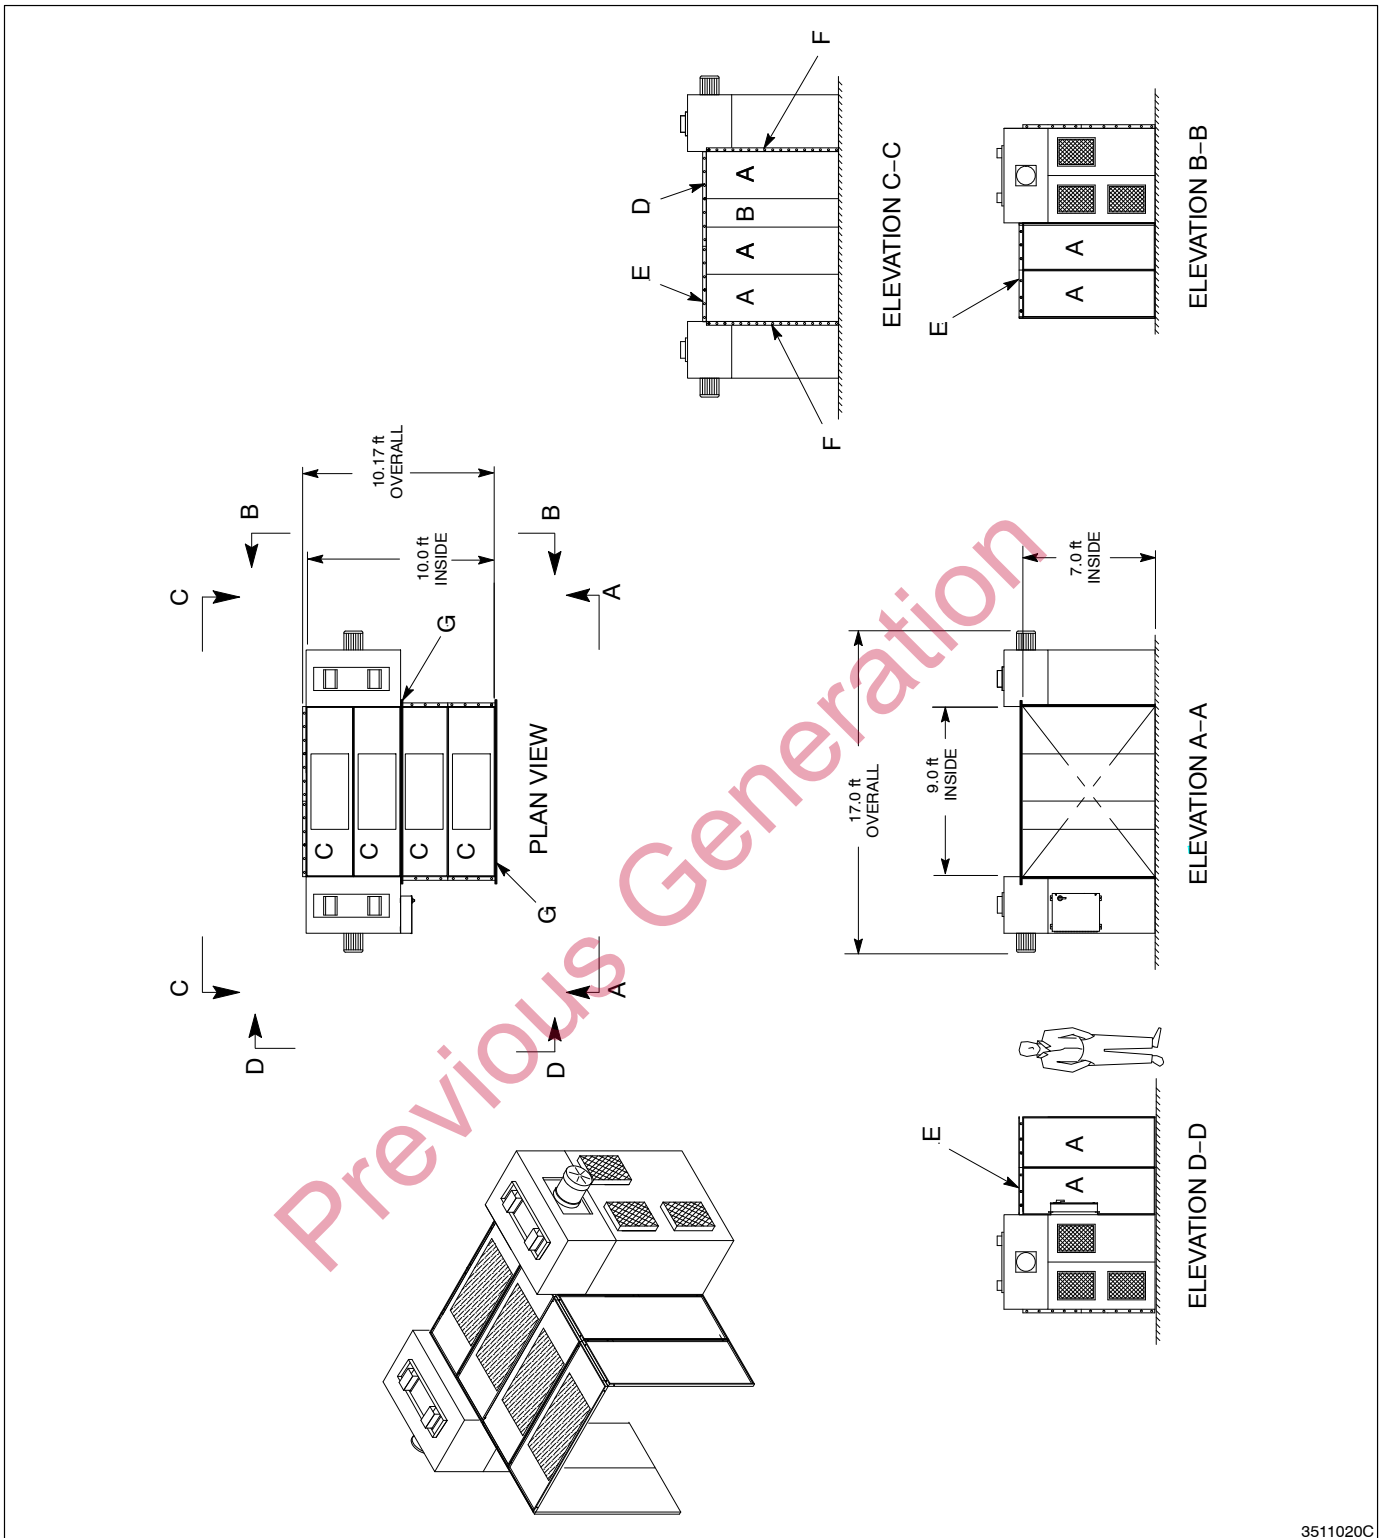 F
D
E
A
B
A
A
F
ELEVATION C–C
E
A
A
ELEVATION B–B
C
C
B
B
D
D
A
A
10.17 ft
OVERALL
10.0 ft
INSIDE
G
C
C
C
C
G
PLAN VIEW
17.0 ft
OVERALL
9.0 ft
INSIDE
7.0 ft
INSIDE
ELEVATION A–A
E
A
A
ELEVATION D–D
Previous Generation
3511020C